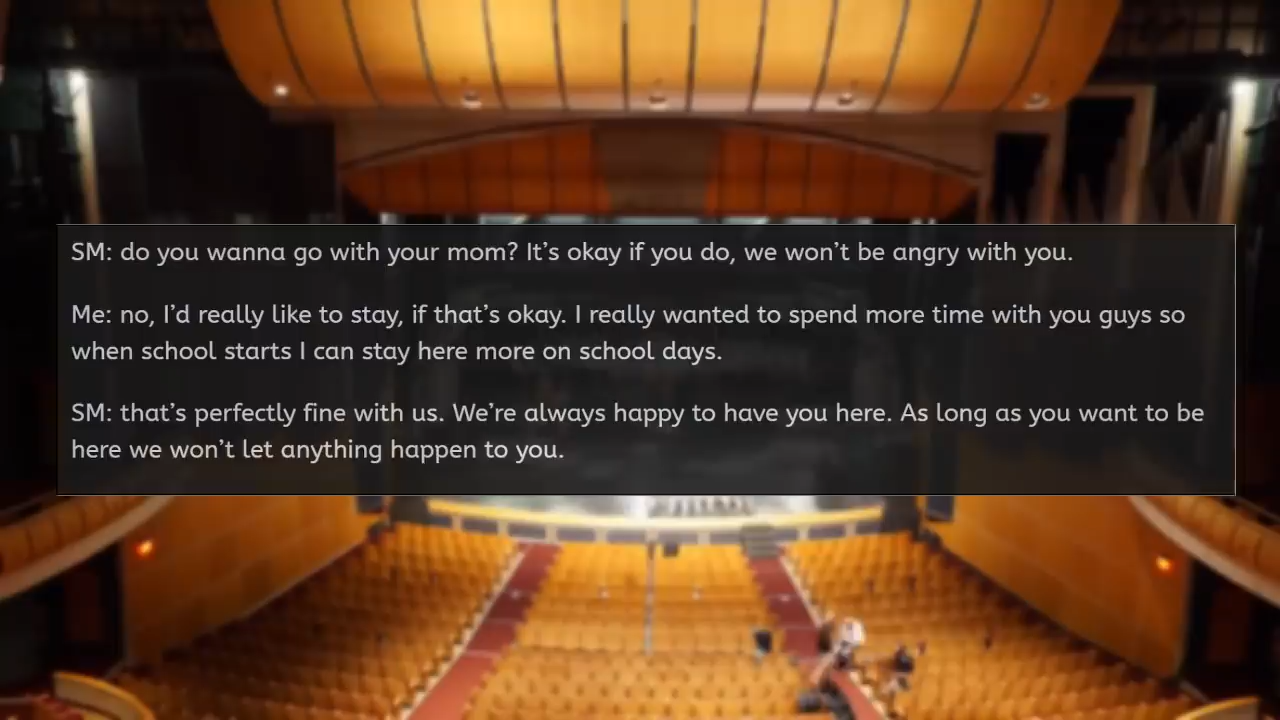 SM: do you wanna go with your mom? It’s okay if you do, we won’t be angry with you.
Me: no, I’d really like to stay, if that’s okay. I really wanted to spend more time with you guys so
when school starts I can stay here more on school days.
SM: that’s perfectly fine with us. We’re always happy to have you here. As long as you want to be
here we won’t let anything happen to you.